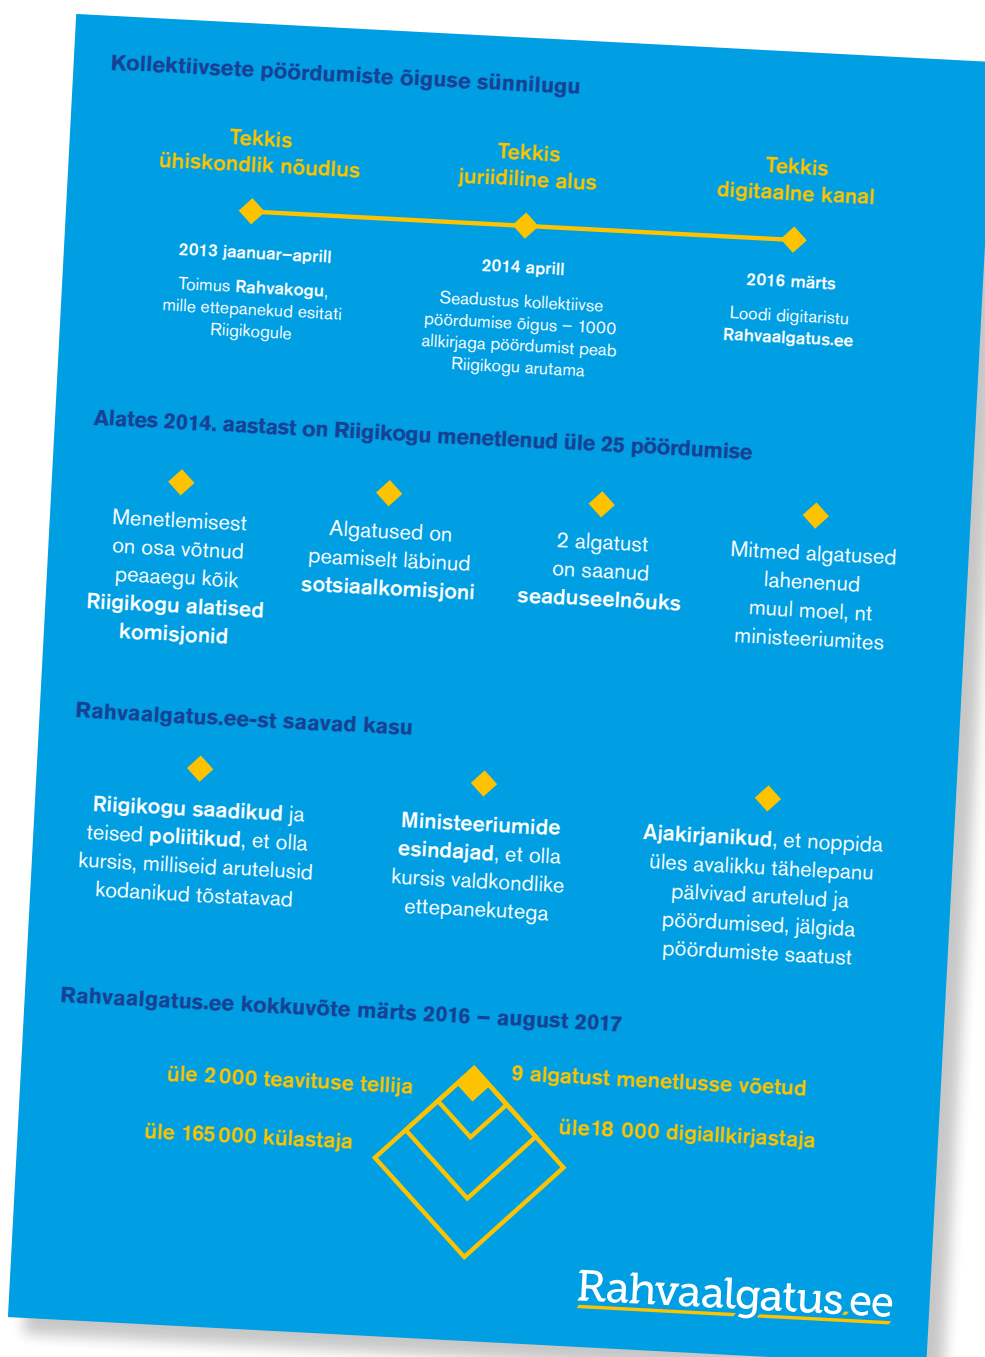 Kollektiivsete pöördumiste õiguse sünnilugu
Tekkis
ühiskondlik nõudlus
2013 jaanuar–aprill
Toimus Rahvakogu,
mille ettepanekud esitati
Riigikogule
Tekkis
juriidiline alus
2014 aprill
Seadustus kollektiivse
pöördumise õigus – 1000
allkirjaga pöördumist peab
Riigikogu arutama
Tekkis
digitaalne kanal
2016 märts
Loodi digitaristu
Rahvaalgatus.ee
Alates 2014. aastast on Riigikogu menetlenud üle 25 pöördumise
Menetlemisest
on osa võtnud
peaaegu kõik
Riigikogu alatised
komisjonid
Algatused on
peamiselt läbinud
sotsiaalkomisjoni
2 algatust
on saanud
seaduseelnõuks
Mitmed algatused
lahenenud
muul moel, nt
ministeeriumites
Rahvaalgatus.ee-st saavad kasu
Riigikogu saadikud ja
teised poliitikud, et olla
kursis, milliseid arutelusid
kodanikud tõstatavad
Ministeeriumide
esindajad, et olla
kursis valdkondlike
ettepanekutega
Ajakirjanikud, et noppida
üles avalikku tähelepanu
pälvivad arutelud ja
pöördumised, jälgida
pöördumiste saatust
Rahvaalgatus.ee kokkuvõte märts 2016 – august 2017
üle 2 000 teavituse tellija
9 algatust menetlusse võetud
üle 165 000 külastaja
üle18 000 digiallkirjastaja
Rahvaalgatus.ee